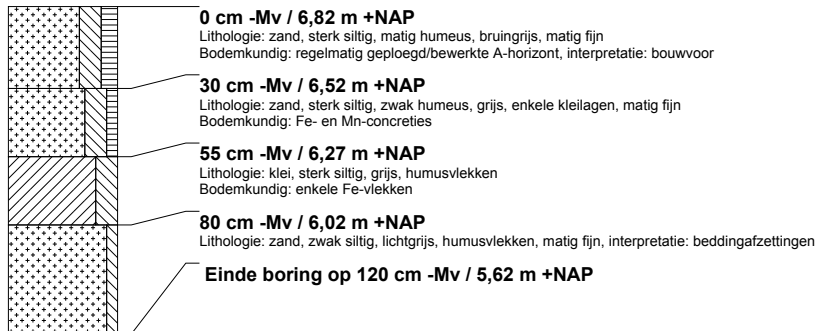 0 cm -Mv / 6,82 m +NAP
Lithologie: zand, sterk siltig, matig humeus, bruingrijs, matig fijn
Bodemkundig: regelmatig geploegd/bewerkte A-horizont, interpretatie: bouwvoor
30 cm -Mv / 6,52 m +NAP
Lithologie: zand, sterk siltig, zwak humeus, grijs, enkele kleilagen, matig fijn
Bodemkundig: Fe- en Mn-concreties
55 cm -Mv / 6,27 m +NAP
Lithologie: klei, sterk siltig, grijs, humusvlekken
Bodemkundig: enkele Fe-vlekken
80 cm -Mv / 6,02 m +NAP
Lithologie: zand, zwak siltig, lichtgrijs, humusvlekken, matig fijn, interpretatie: beddingafzettingen
Einde boring op 120 cm -Mv / 5,62 m +NAP